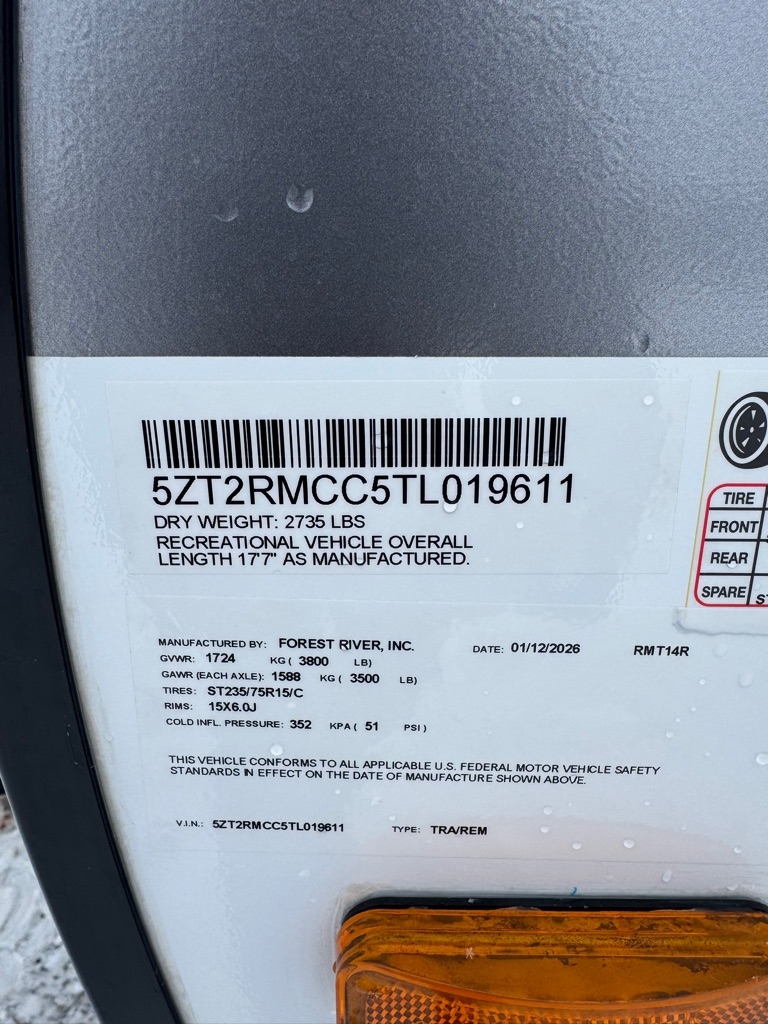 5ZT2RMCC5TL019611
DRY WEIGHT: 2735 LBS
RECREATIONAL VEHICLE OVERALL
LENGTH 17'7" AS MANUFACTURED.
TIRE
FRONT
REAR
SPARE ST
MANUFACTURED BY: FOREST RIVER, INC. DATE: 01/12/2026 RMT14R
GVWR: 1724 KG ( 3800 LB)
GAWR (EACH AXLE): 1588 KG ( 3500 LB)
TIRES: ST235/75R15/C
RIMS: 15X6.0J
COLD INFL. PRESSURE: 352 KPA ( 51 PSI )
THIS VEHICLE CONFORMS TO ALL APPLICABLE U.S. FEDERAL MOTOR VEHICLE SAFETY
STANDARDS IN EFFECT ON THE DATE OF MANUFACTURE SHOWN ABOVE.
V.I.N.: 5ZT2RMCC5TL019611 TYPE: TRA/REM